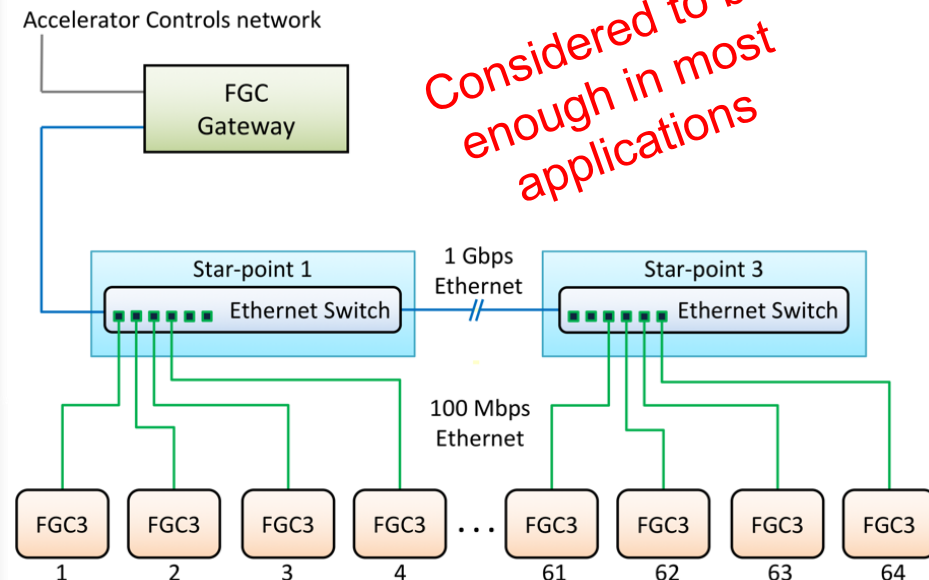 Accelerator Controls network
Considered to
enough in most
applications
FGC
Gateway
Star-point 1
1 Gbps
Ethernet
Star-point 3
Ethernet Switch
Ethernet Switch
100 Mbps
Ethernet
FGC3
FGC3
FGC3
FGC3
...
FGC3
FGC3
FGC3
FGC3
1
2
3
4
61
62
63
64